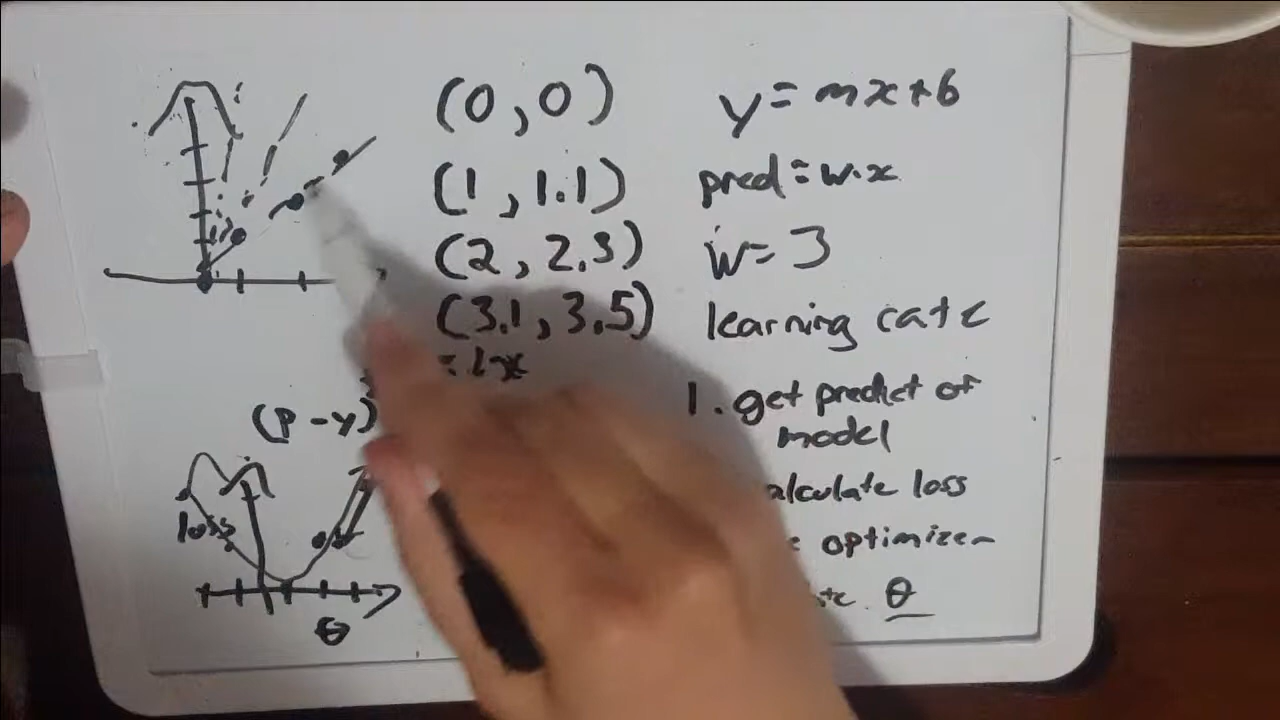 (0,0)
(1,1.1)
(2,2.3)
(3.1,3.5)
y=mx+b
pred=w.x
w=3
learning rate
1. get predict of
model
alculate loss
optimizer
θ
(P-y)
loss
θ